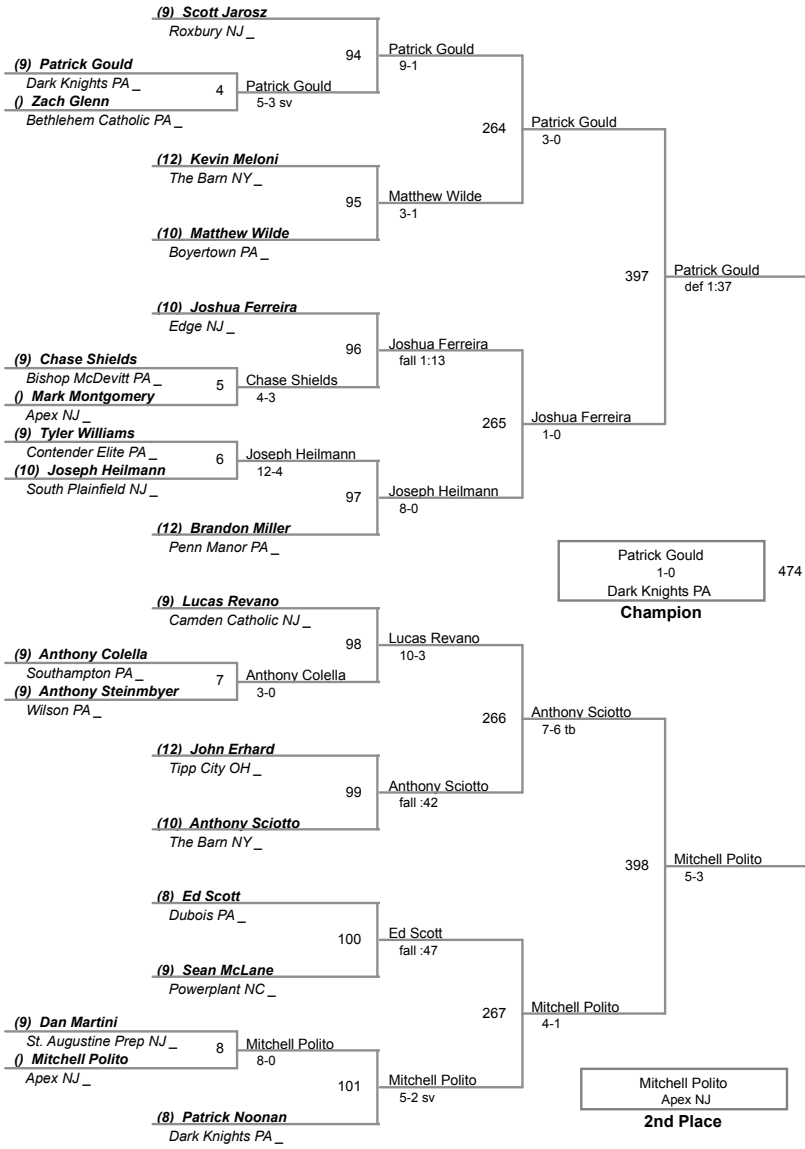 (9) Scott Jarosz
Roxbury NJ _
94
Patrick Gould
9-1
(9) Patrick Gould
Dark Knights PA _
4
Patrick Gould
5-3 sv
() Zach Glenn
Bethlehem Catholic PA _
264
Patrick Gould
3-0
(12) Kevin Meloni
The Barn NY _
95
Matthew Wilde
3-1
(10) Matthew Wilde
Boyertown PA _
397
Patrick Gould
def 1:37
(10) Joshua Ferreira
Edge NJ _
96
Joshua Ferreira
fall 1:13
(9) Chase Shields
Bishop McDevitt PA _
5
Chase Shields
4-3
() Mark Montgomery
Apex NJ _
265
Joshua Ferreira
1-0
(9) Tyler Williams
Contender Elite PA _
6
Joseph Heilmann
12-4
(10) Joseph Heilmann
South Plainfield NJ _
97
Joseph Heilmann
8-0
(12) Brandon Miller
Penn Manor PA _
Patrick Gould
1-0
Dark Knights PA
474
Champion
(9) Lucas Revano
Camden Catholic NJ _
98
Lucas Revano
10-3
(9) Anthony Colella
Southampton PA _
7
Anthony Colella
3-0
(9) Anthony Steinmbyer
Wilson PA _
266
Anthony Sciotto
7-6 tb
(12) John Erhard
Tipp City OH _
99
Anthony Sciotto
fall :42
(10) Anthony Sciotto
The Barn NY _
398
Mitchell Polito
5-3
(8) Ed Scott
Dubois PA _
100
Ed Scott
fall :47
(9) Sean McLane
Powerplant NC _
267
Mitchell Polito
4-1
(9) Dan Martini
St. Augustine Prep NJ _
8
Mitchell Polito
8-0
() Mitchell Polito
Apex NJ _
101
Mitchell Polito
5-2 sv
(8) Patrick Noonan
Dark Knights PA _
Mitchell Polito
Apex NJ
2nd Place